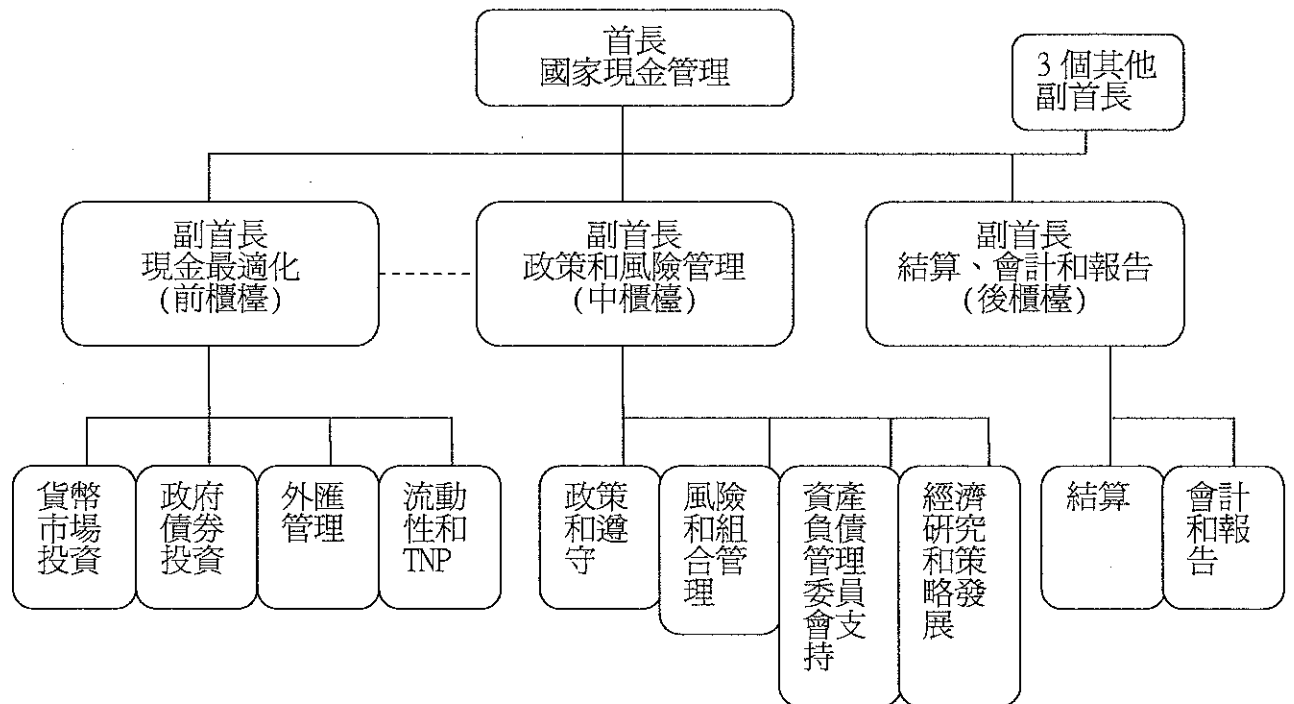 首長
國家現金管理
3 個其他
副首長
副首長
現金最適化
(前櫃檯)
副首長
政策和風險管理
(中櫃檯)
副首長
結算、會計和報告
(後櫃檯)
貨幣
市場
投資
政府
債券
投資
外匯
管理
流動
性和
TNP
政策
和遵
守
風險
和組
合管
理
資產
負債
管理
委員
會支
持
經濟
研究
和策
略發
展
結算
會計
和報
告